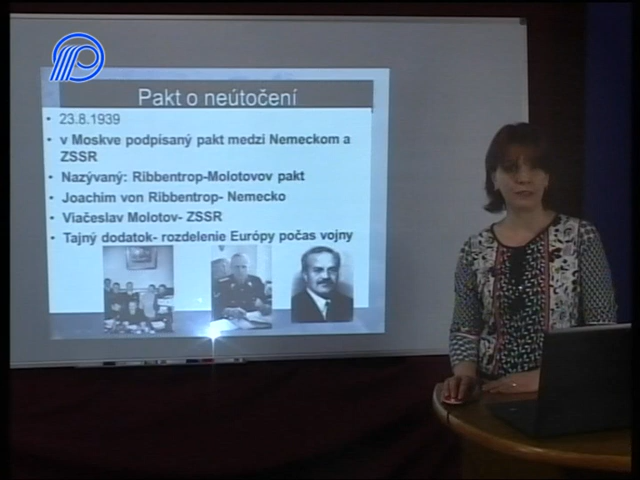 Pakt o neútočení
• 23.8.1939
• v Moskve podpísaný pakt medzi Nemeckom a
ZSSR
• Nazývaný: Ribbentrop-Molotovov pakt
• Joachim von Ribbentrop- Nemecko
• Viačeslav Molotov- ZSSR
• Tajný dodatok- rozdelenie Európy počas vojny